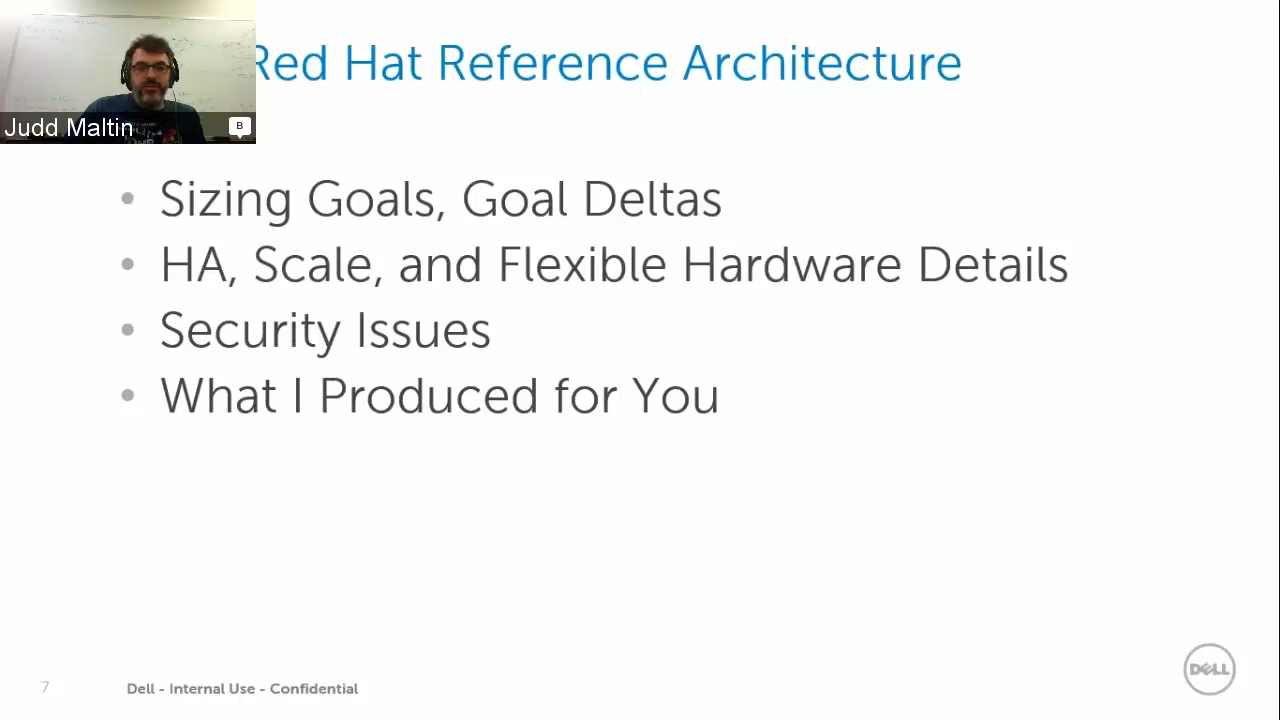 Red Hat Reference Architecture
Judd Maltin
B
• Sizing Goals, Goal Deltas
• HA, Scale, and Flexible Hardware Details
• Security Issues
• What I Produced for You
7
Dell - Internal Use - Confidential
DELL